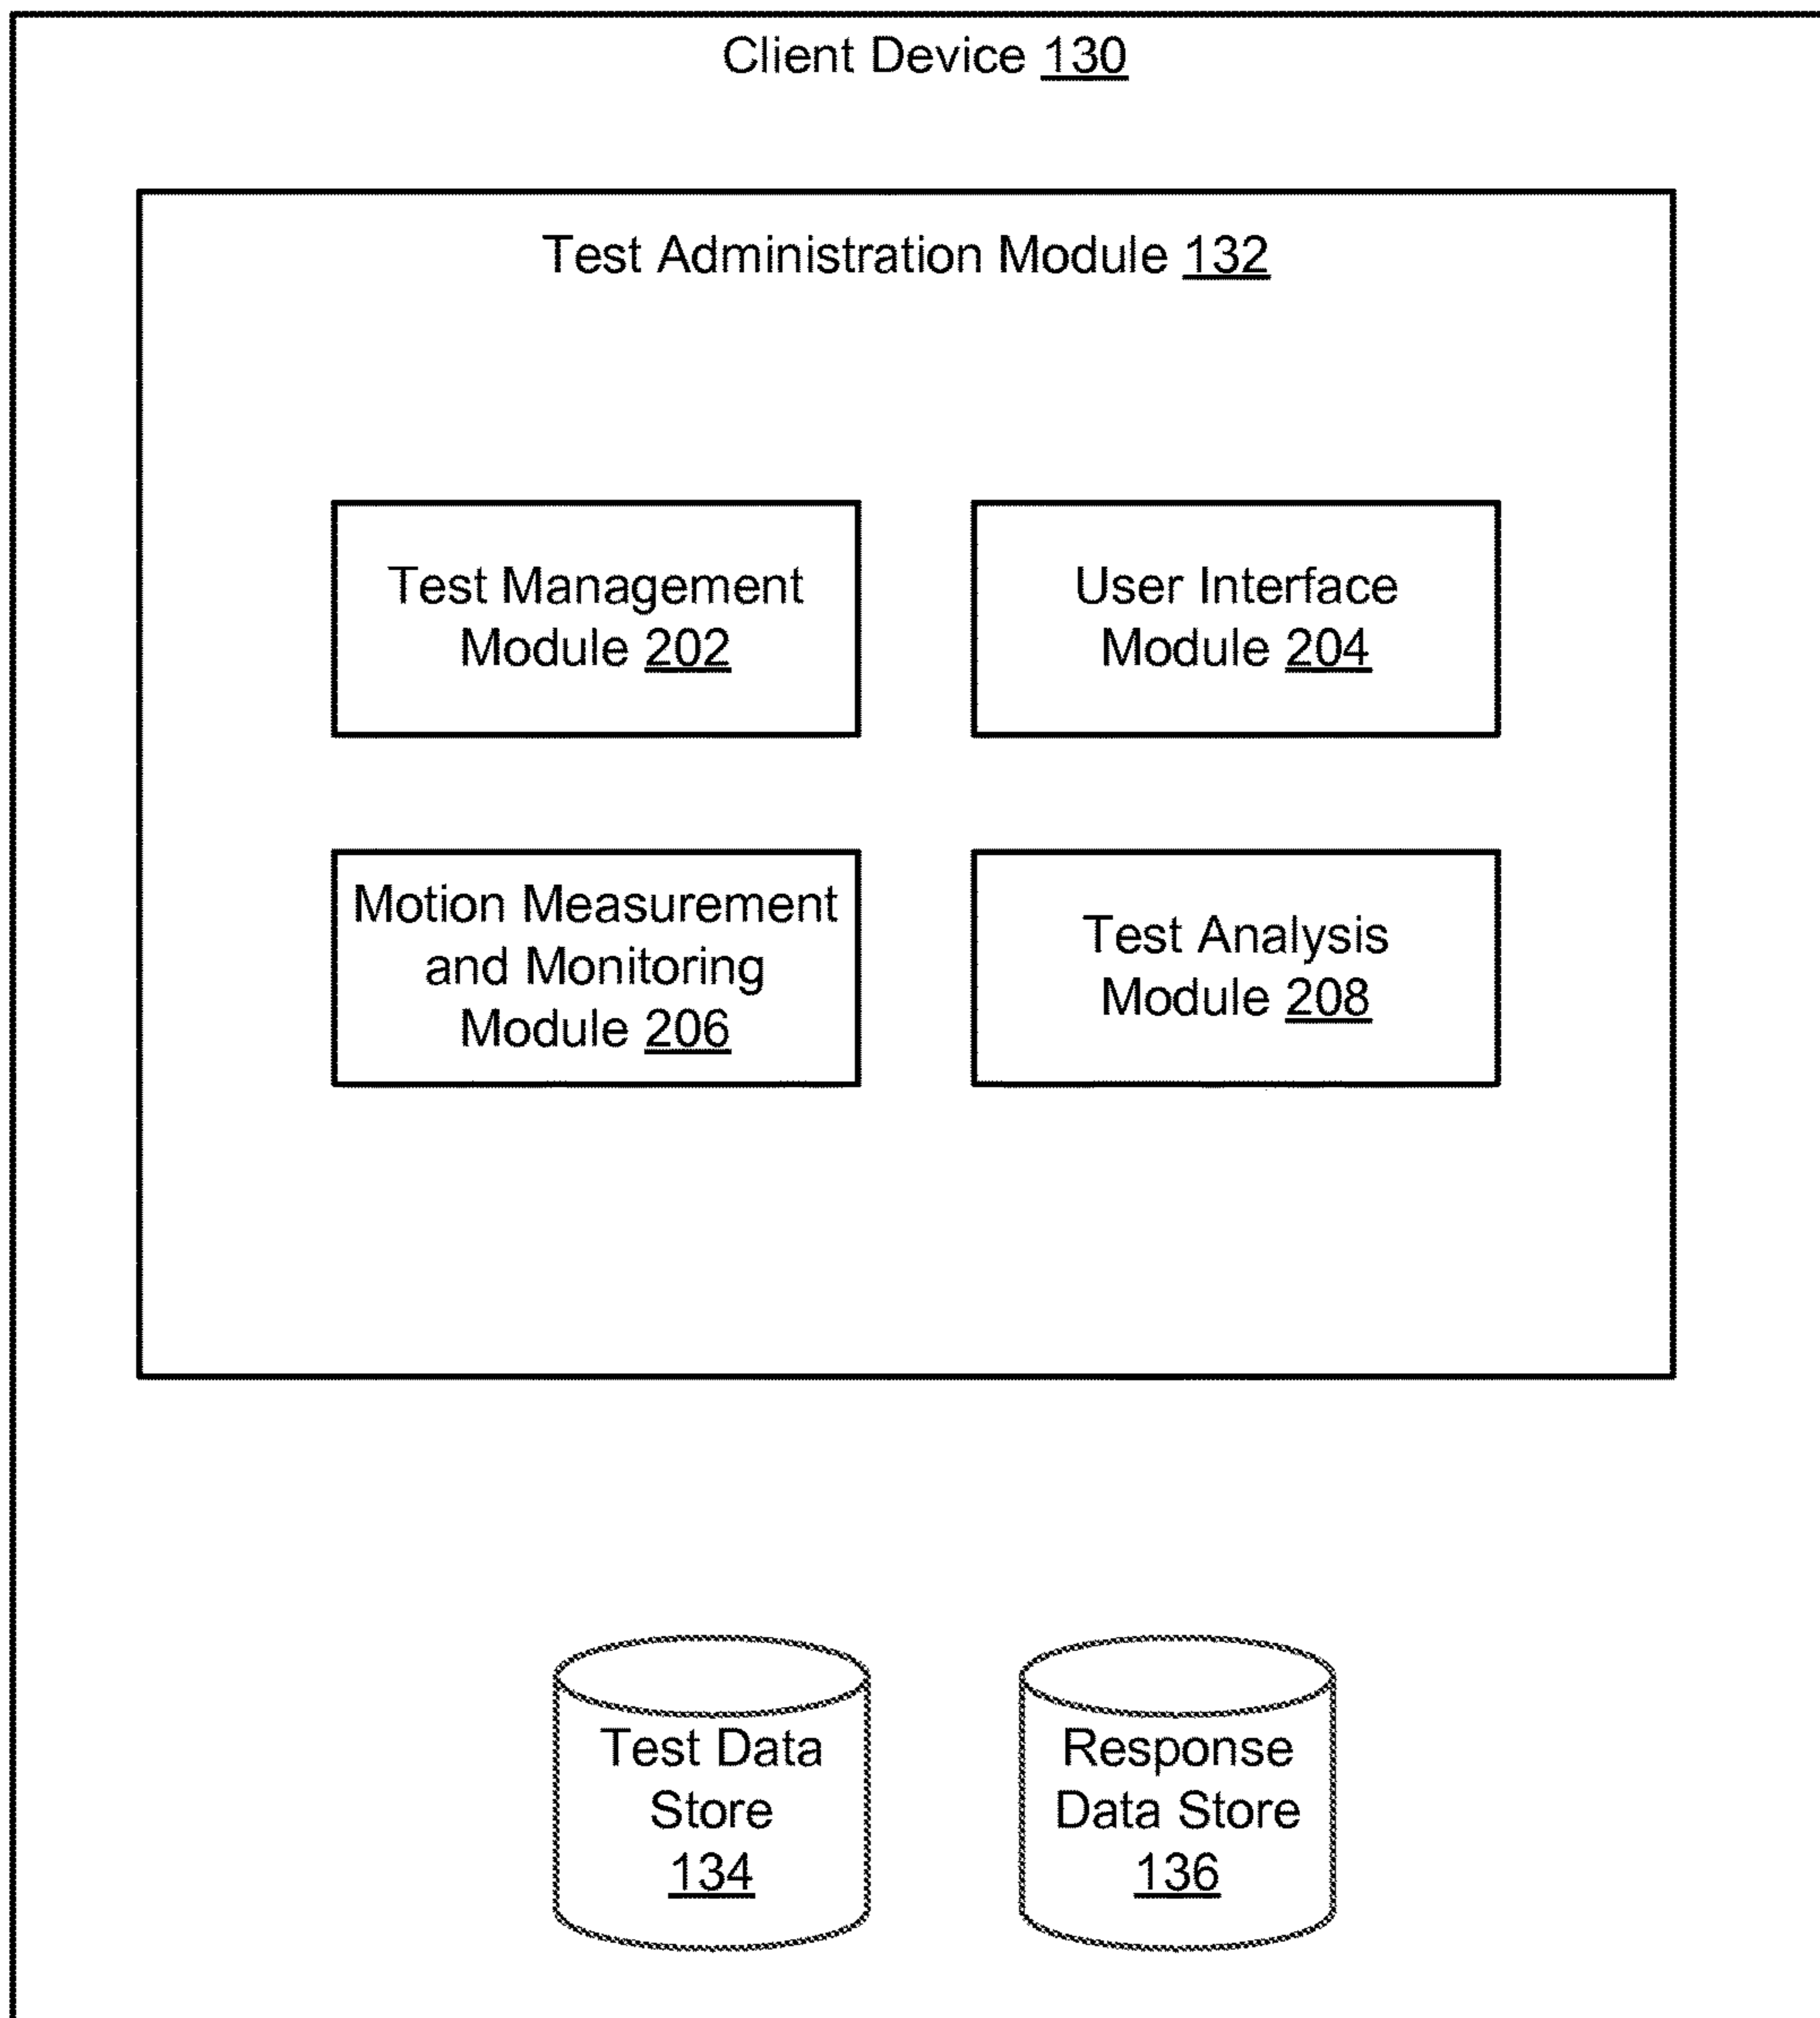 Client Device 130
Test Administration Module 132
Test Management
Module 202
User Interface
Module 204
Motion Measurement
and Monitoring
Module 206
Test Analysis
Module 208
Test Data
Store
134
Response
Data Store
136